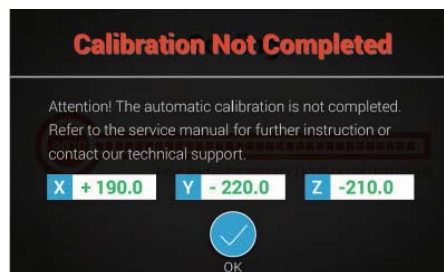 Calibration Not Completed
Attention! The automatic calibration is not completed.
Refer to the service manual for further instruction or
contact our technical support.
X + 190.0 Y - 220.0 Z -210.0
OK